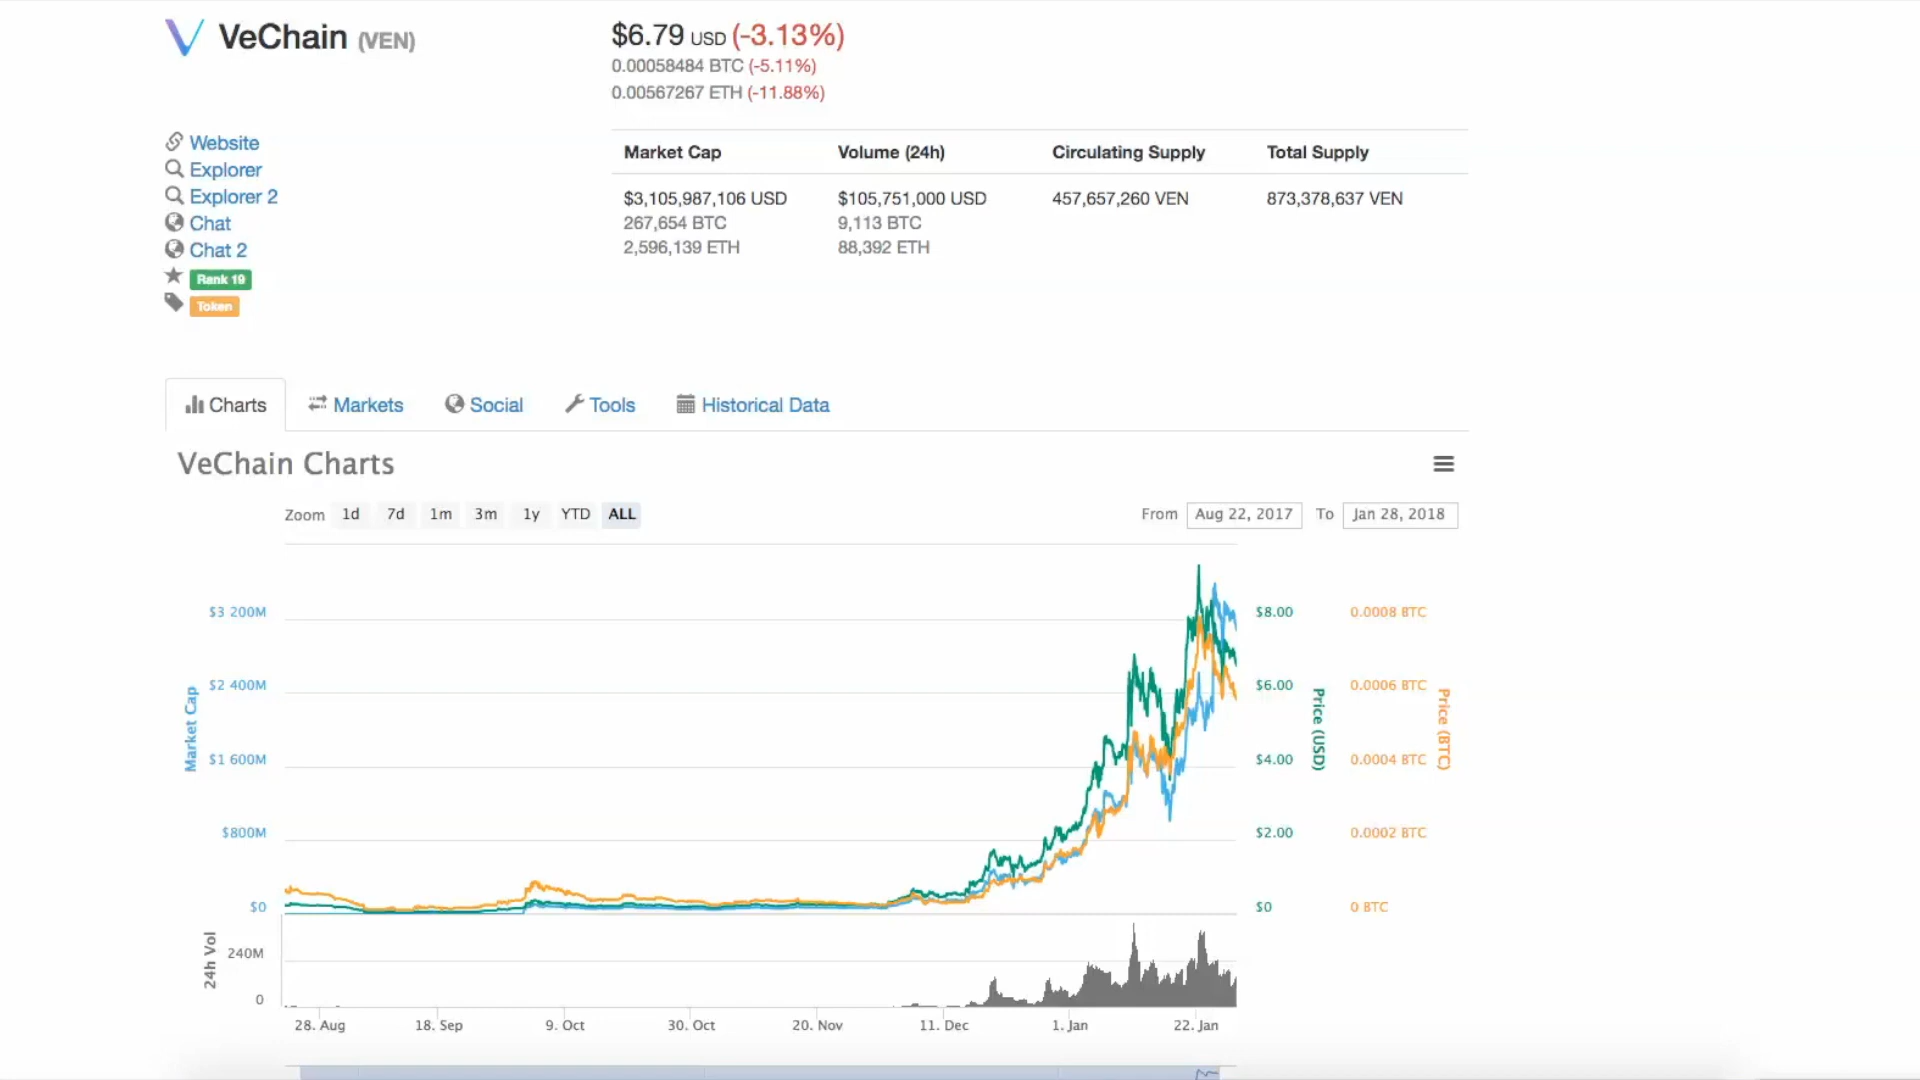 VeChain (VEN)
$6.79 USD (-3.13%)
0.00058484 BTC (-5.11%)
0.00567267 ETH (-11.88%)
Website
Explorer
Explorer 2
Chat
Chat 2
Rank 19
Token
Market Cap Volume (24h) Circulating Supply Total Supply
$3,105,987,106 USD $105,751,000 USD 457,657,260 VEN 873,378,637 VEN
267,654 BTC 9,113 BTC
2,596,139 ETH 88,392 ETH
Charts Markets Social Tools Historical Data
VeChain Charts
Zoom 1d 7d 1m 3m 1y YTD ALL From Aug 22, 2017 To Jan 28, 2018
$3 200M $8.00 0.0008 BTC
$2 400M $6.00 0.0006 BTC
Market Cap Price (USD) Price (BTC)
$1 600M $4.00 0.0004 BTC
$800M $2.00 0.0002 BTC
$0 $0 0 BTC
24h Vol
240M
0
28. Aug 18. Sep 9. Oct 30. Oct 20. Nov 11. Dec 1. Jan 22. Jan